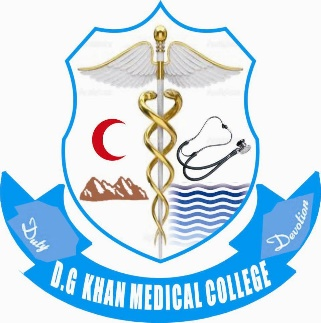 Duty
Devotion
D.G KHAN MEDICAL COLLEGE